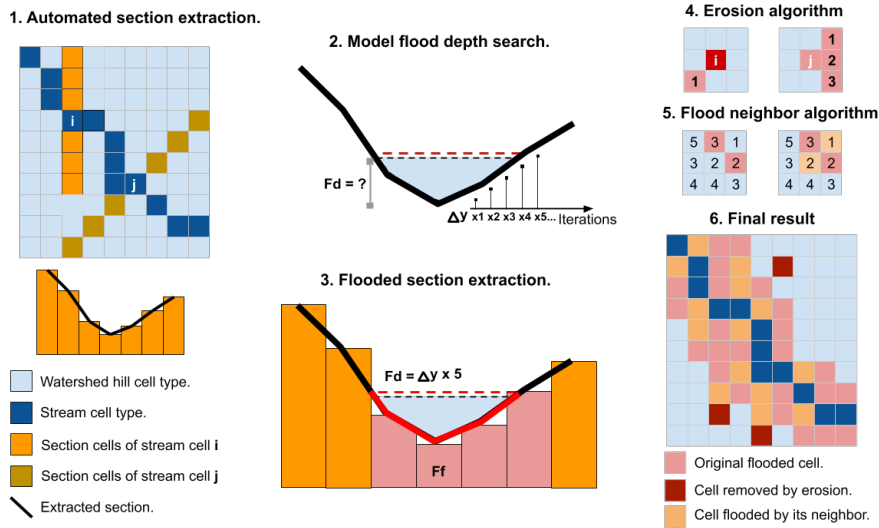 1. Automated section extraction.
i
j
Watershed hill cell type.
Stream cell type.
Section cells of stream cell i
Section cells of stream cell j
Extracted section.
2. Model flood depth search.
Fd = ?
Δy x1 x2 x3 x4 x5... Iterations
3. Flooded section extraction.
Fd = Δy x 5
Ff
4. Erosion algorithm
i
1
1
j 2
3
5. Flood neighbor algorithm
5 3 1
3 2 2
4 4 3
5 3 1
3 2 2
4 4 3
6. Final result
Original flooded cell.
Cell removed by erosion.
Cell flooded by its neighbor.